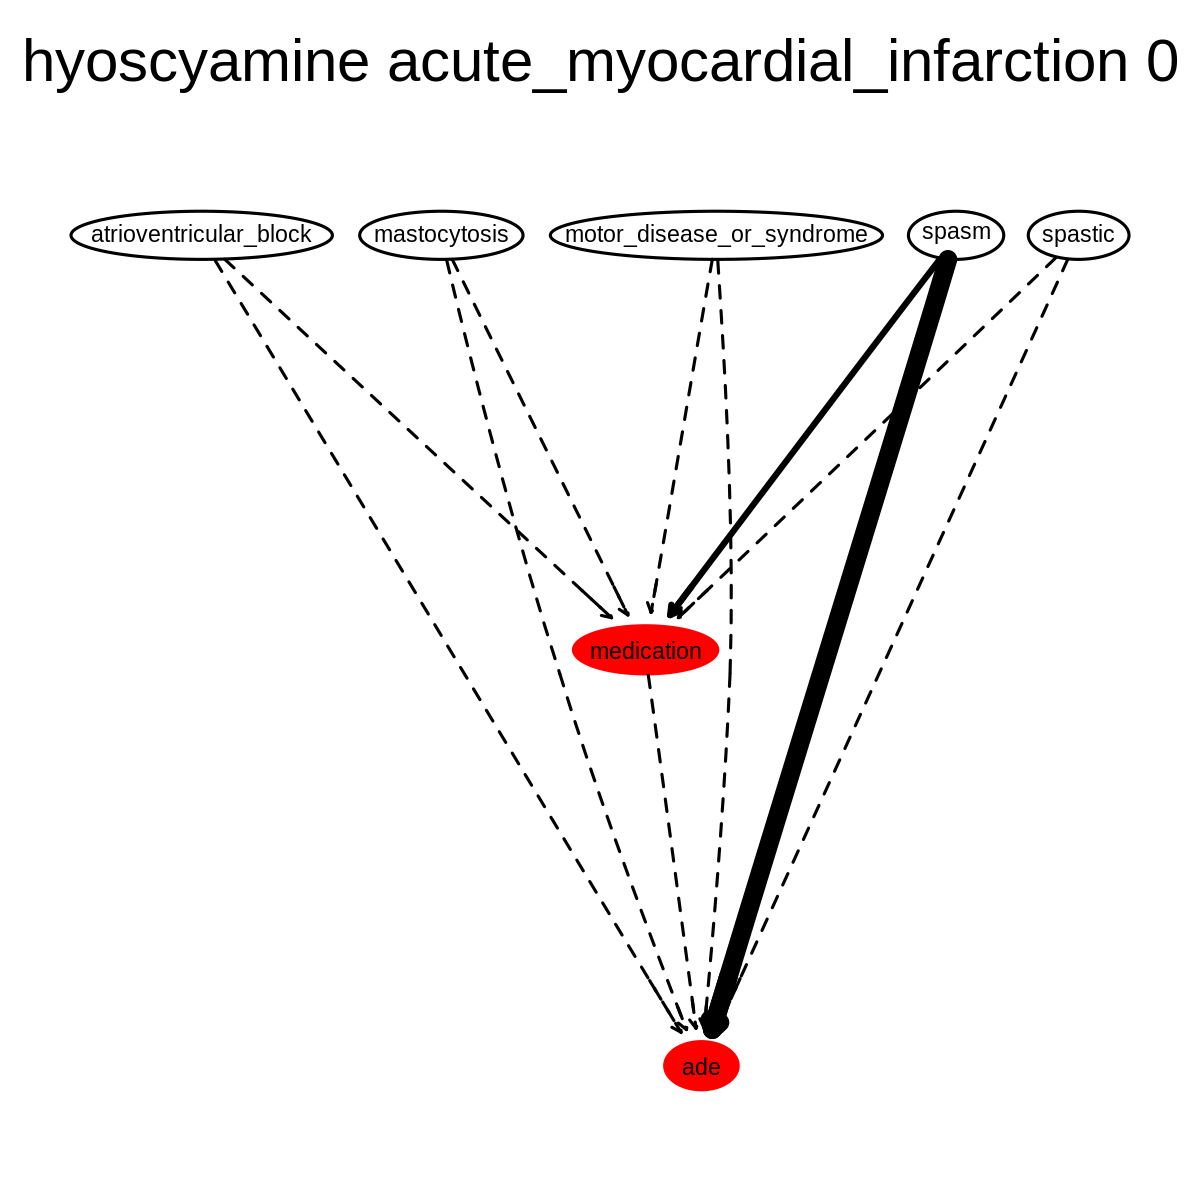 hyoscyamine acute_myocardial_infarction 0
atrioventricular_block mastocytosis motor_disease_or_syndrome spasm spastic
medication
ade